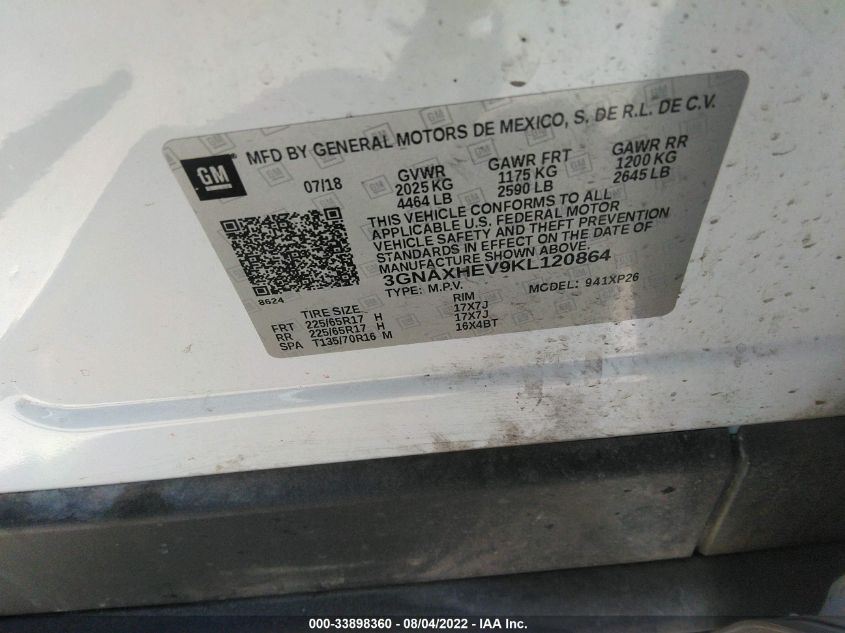 GM
MFD BY GENERAL MOTORS DE MEXICO, S. DE R.L. DE C.V.
07/18 GVWR GAWR FRT GAWR RR
2025 KG 1175 KG 1200 KG
4464 LB 2590 LB 2645 LB
THIS VEHICLE CONFORMS TO ALL
APPLICABLE U.S. FEDERAL MOTOR
VEHICLE SAFETY AND THEFT PREVENTION
STANDARDS IN EFFECT ON THE DATE OF
MANUFACTURE SHOWN ABOVE.
3GNAXHEV9KL120864
8624
TYPE: M.P.V. MODEL: 941XP26
TIRE SIZE RIM
FRT 225/65R17 H 17X7J
RR 225/65R17 H 17X7J
SPA T135/70R16 M 16X4BT
000-33898360 - 08/04/2022 - IAA Inc.